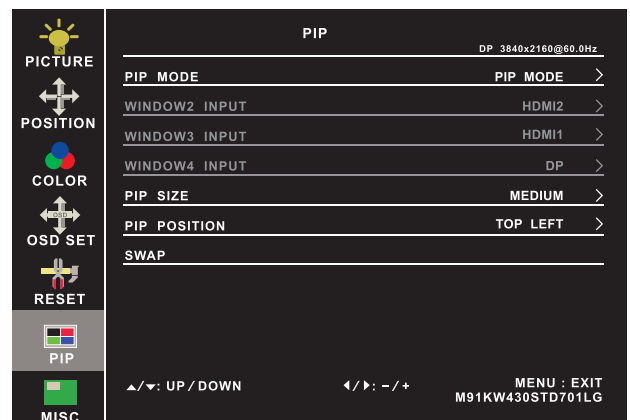 PIP
DP 3840x2160@60.0Hz
PICTURE
PIP MODE PIP MODE >
WINDOW2 INPUT HDMI2 >
POSITION
WINDOW3 INPUT HDMI1 >
WINDOW4 INPUT DP >
COLOR
PIP SIZE MEDIUM >
OSD
PIP POSITION TOP LEFT >
OSD SET
SWAP
RESET
PIP
▲/▼: UP/DOWN ◀/▶: -/+ MENU : EXIT
M91KW430STD701LG
MISC